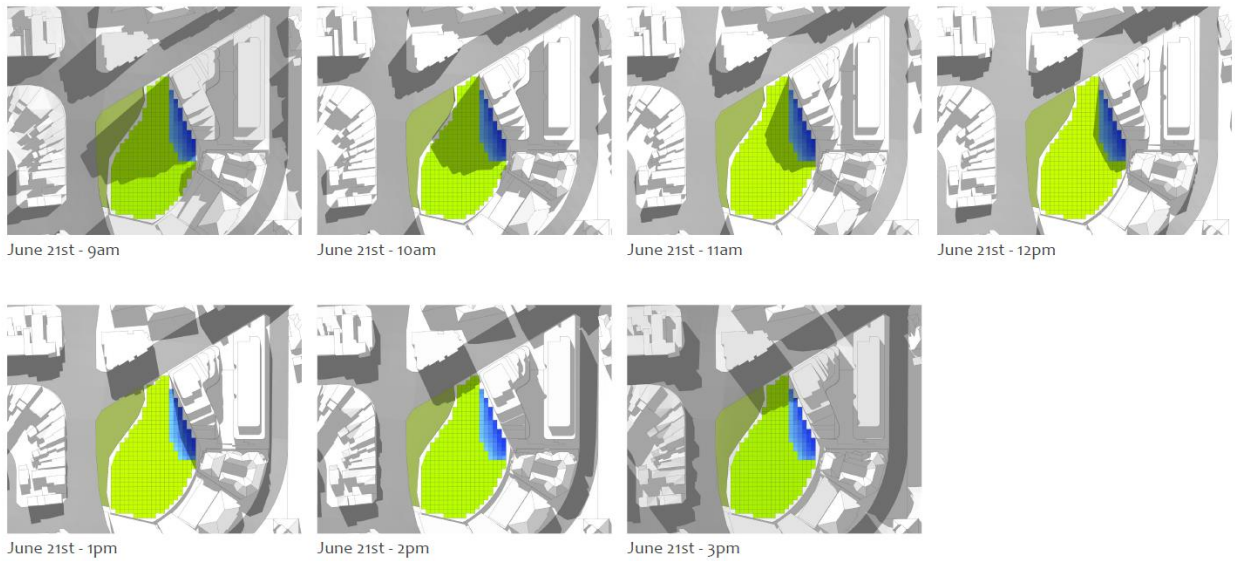 June 21st - 9am
June 21st - 10am
June 21st - 11am
June 21st - 12pm
June 21st - 1pm
June 21st - 2pm
June 21st - 3pm